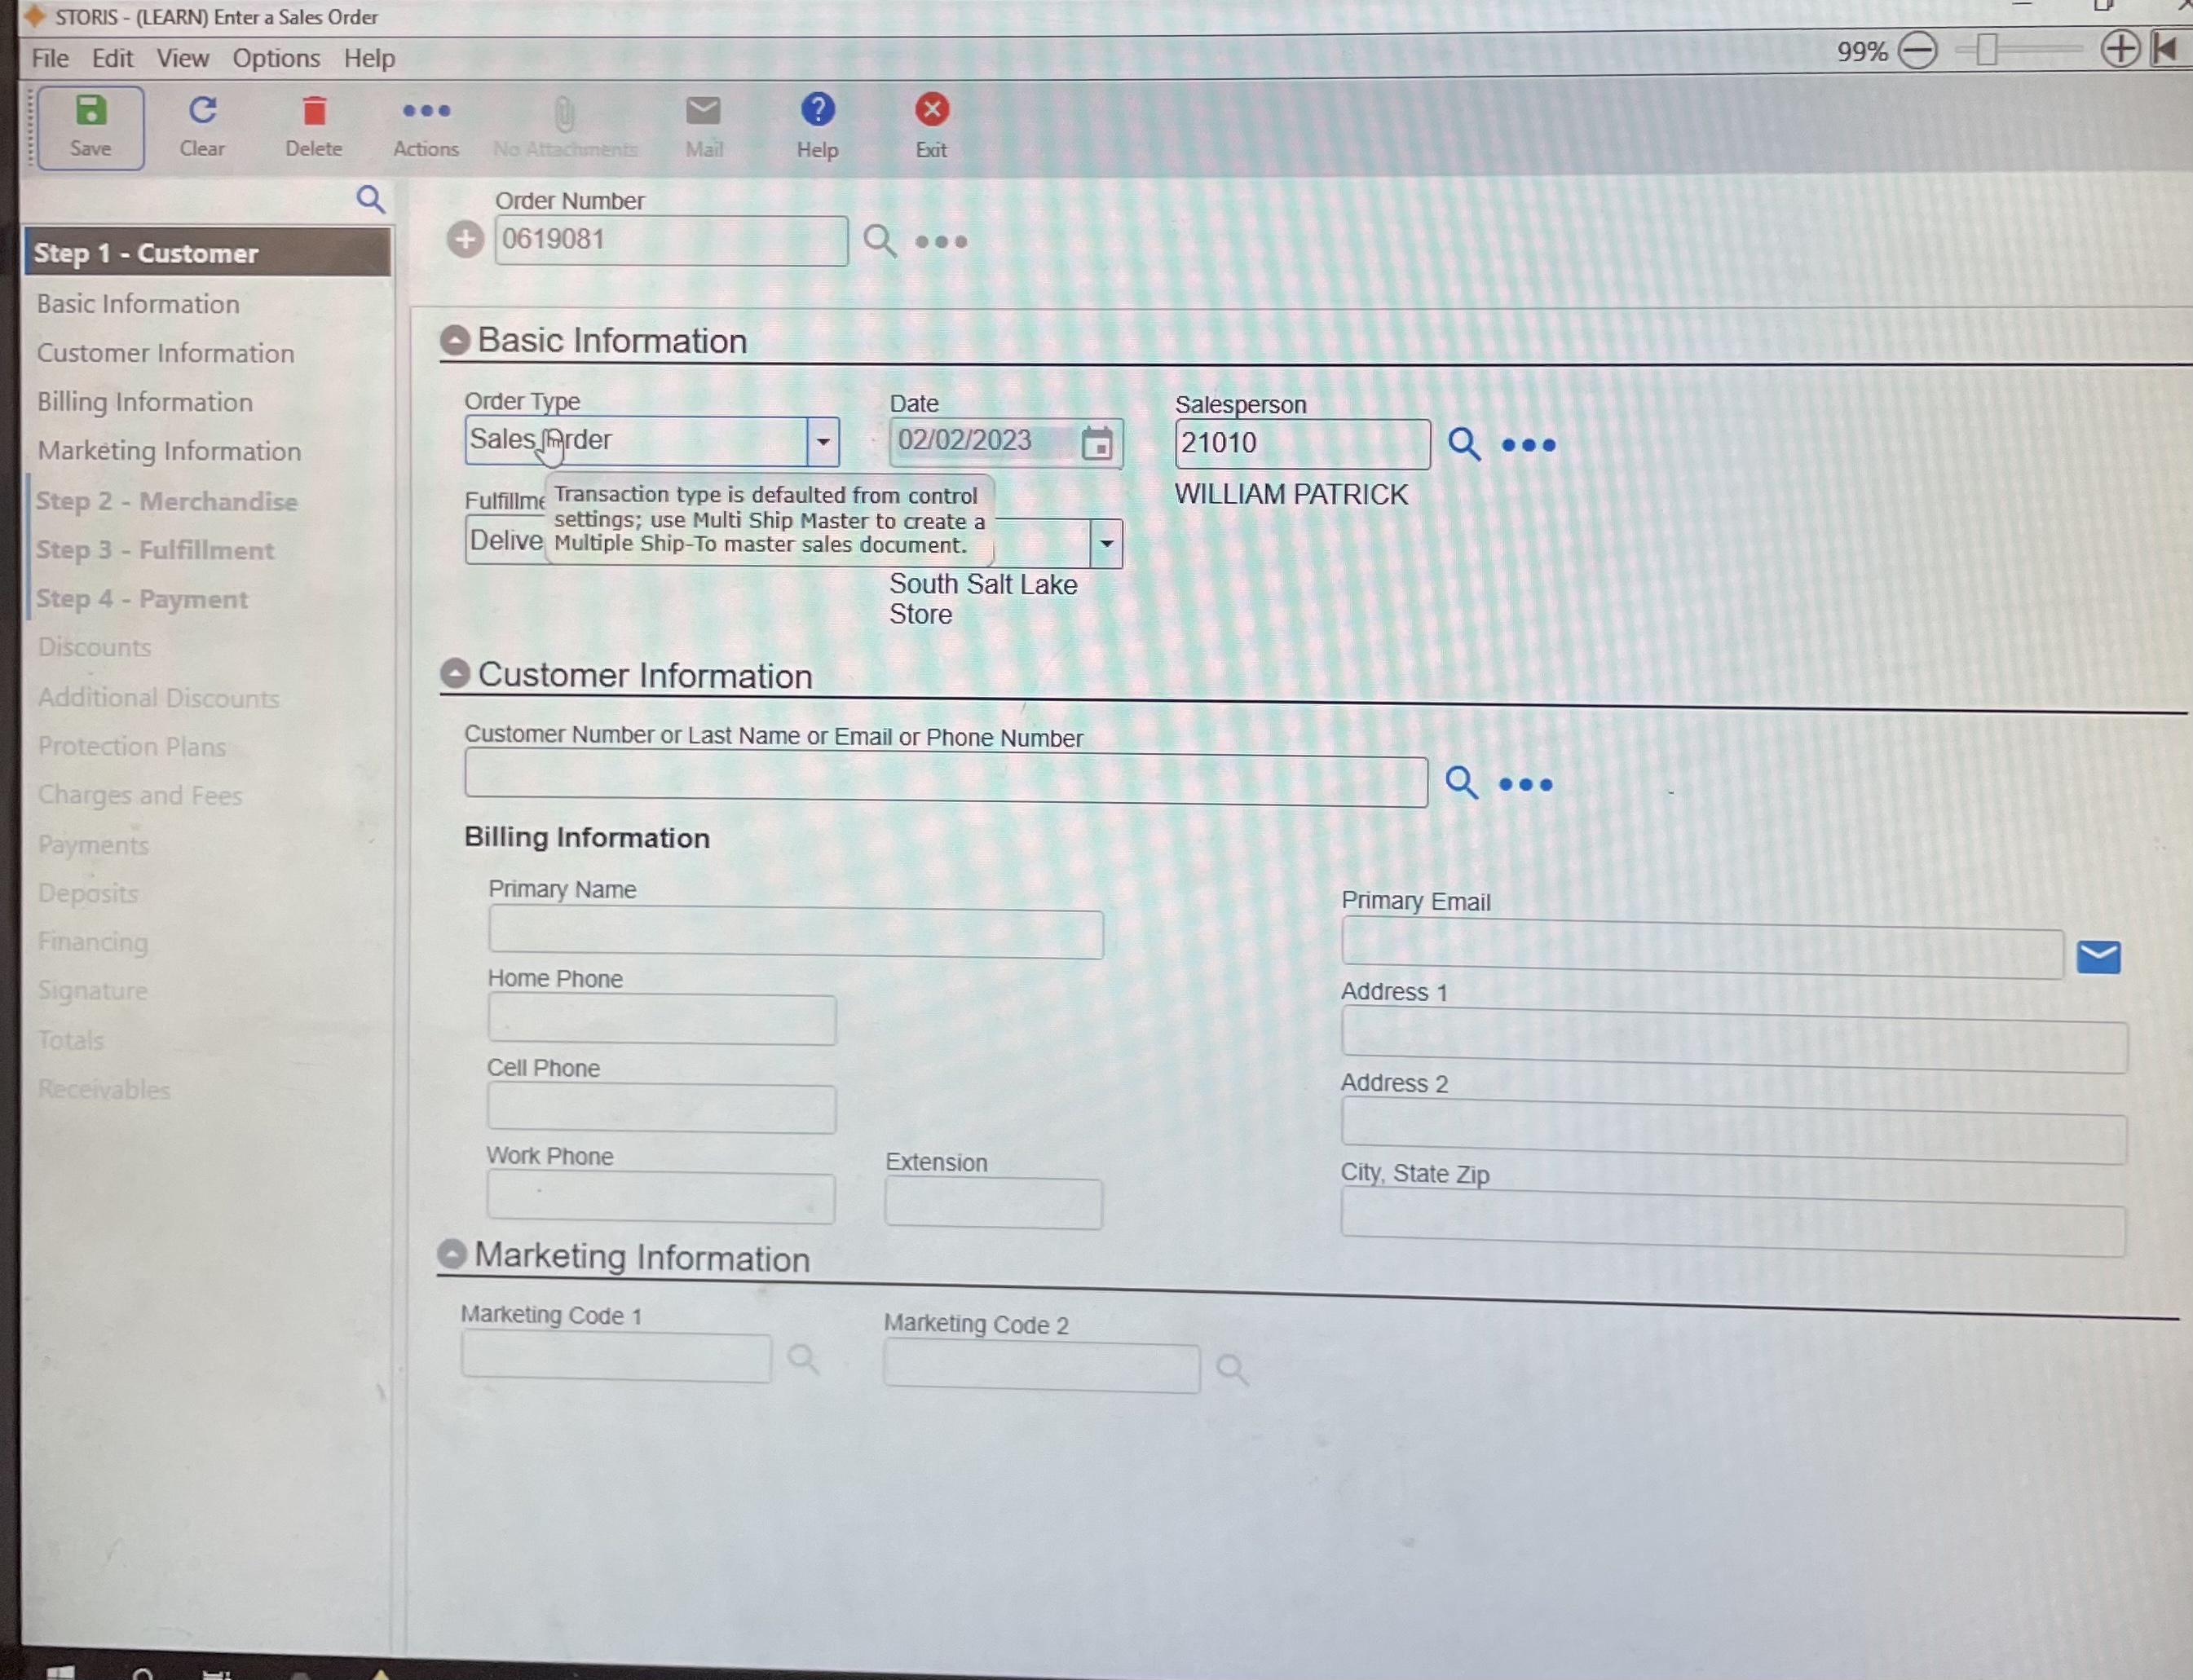 STORIS - (LEARN) Enter a Sales Order
File Edit View Options Help
99%
Save Clear Delete Actions No Attachments Mail Help Exit
Order Number
0619081
Step 1 - Customer
Basic Information
Customer Information
Billing Information
Marketing Information
Step 2 - Merchandise
Step 3 - Fulfillment
Step 4 - Payment
Discounts
Additional Discounts
Protection Plans
Charges and Fees
Payments
Deposits
Financing
Signature
Totals
Receivables
Basic Information
Order Type Date Salesperson
Sales Order 02/02/2023 21010
WILLIAM PATRICK
Fulfillme
Delive
Transaction type is defaulted from control
settings; use Multi Ship Master to create a
Multiple Ship-To master sales document.
South Salt Lake
Store
Customer Information
Customer Number or Last Name or Email or Phone Number
Billing Information
Primary Name Primary Email
Home Phone Address 1
Cell Phone Address 2
Work Phone Extension City, State Zip
Marketing Information
Marketing Code 1 Marketing Code 2